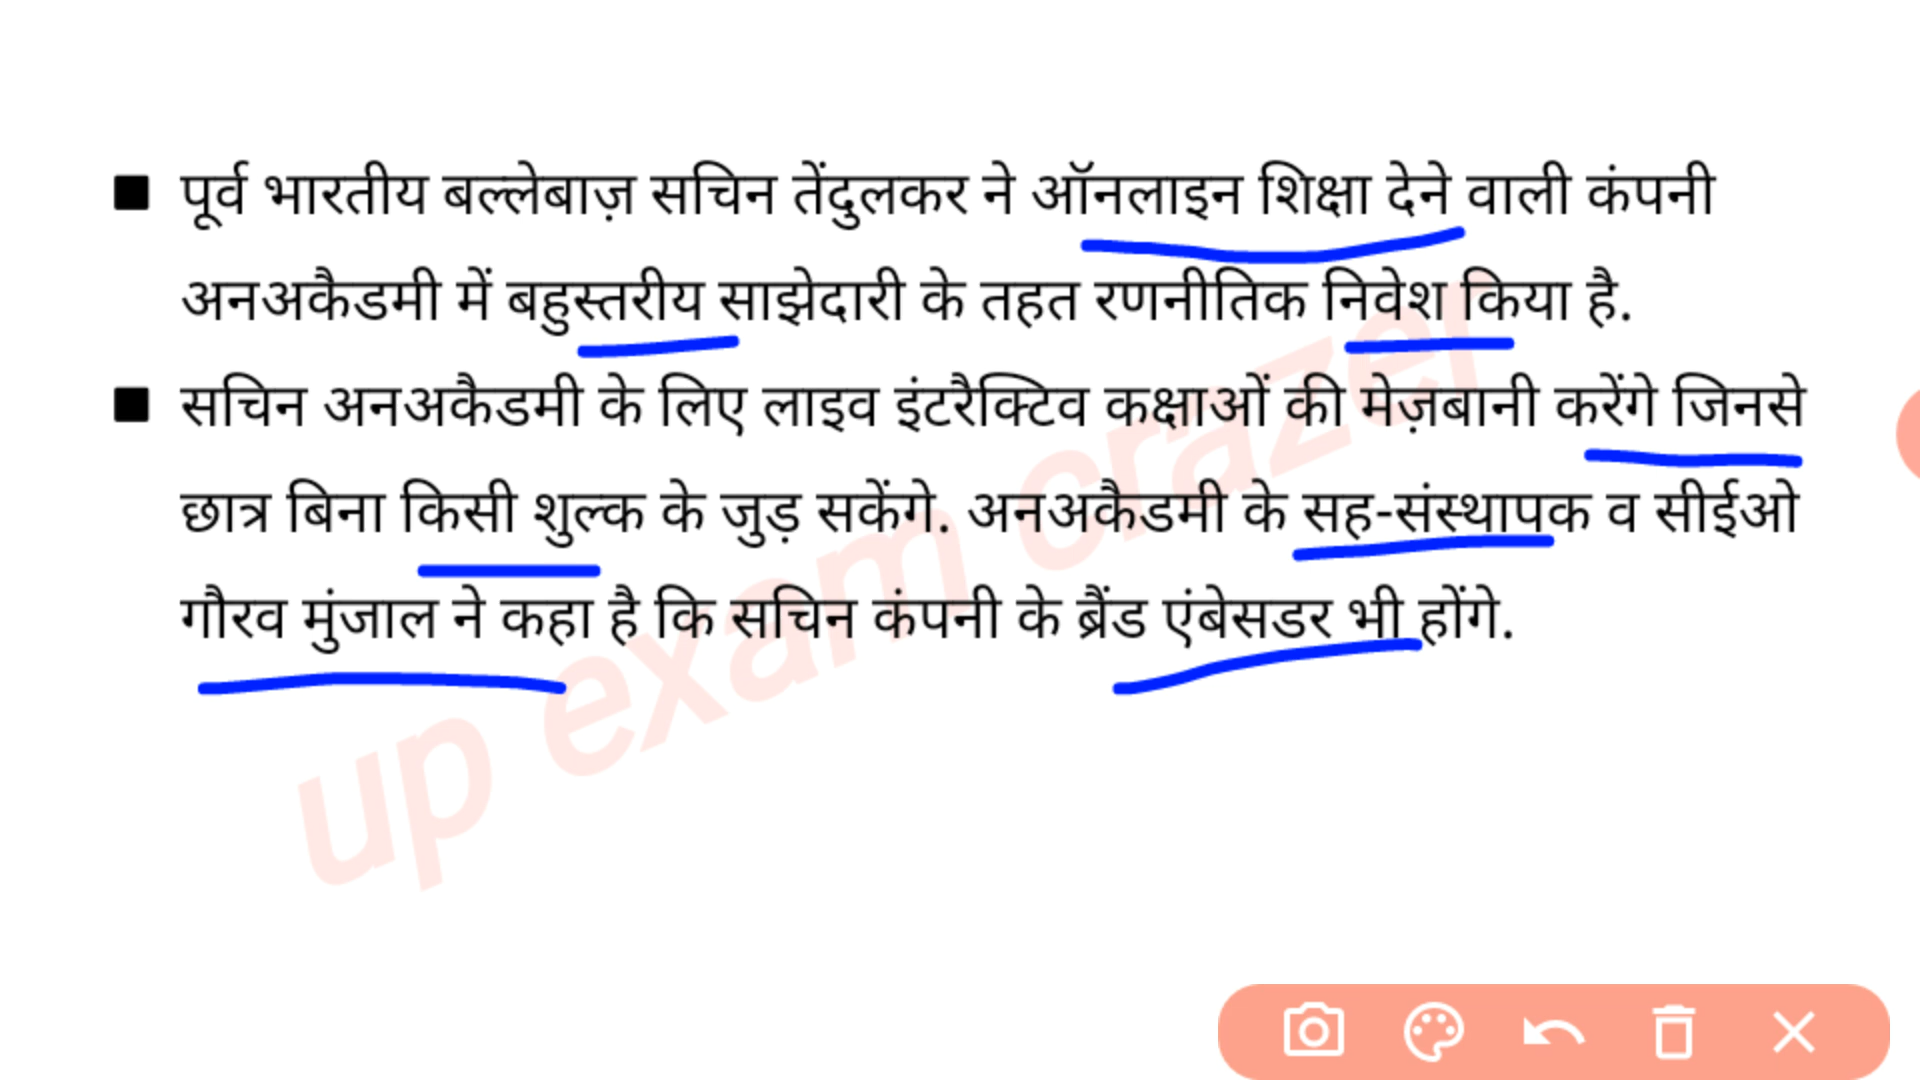 ■ पूर्व भारतीय बल्लेबाज़ सचिन तेंदुलकर ने ऑनलाइन शिक्षा देने वाली कंपनी
अनअकैडमी में बहुस्तरीय साझेदारी के तहत रणनीतिक निवेश किया है.
■ सचिन अनअकैडमी के लिए लाइव इंटरैक्टिव कक्षाओं की मेज़बानी करेंगे जिनसे
छात्र बिना किसी शुल्क के जुड़ सकेंगे. अनअकैडमी के सह-संस्थापक व सीईओ
गौरव मुंजाल ने कहा है कि सचिन कंपनी के ब्रैंड एंबेसडर भी होंगे.
up exam crazer